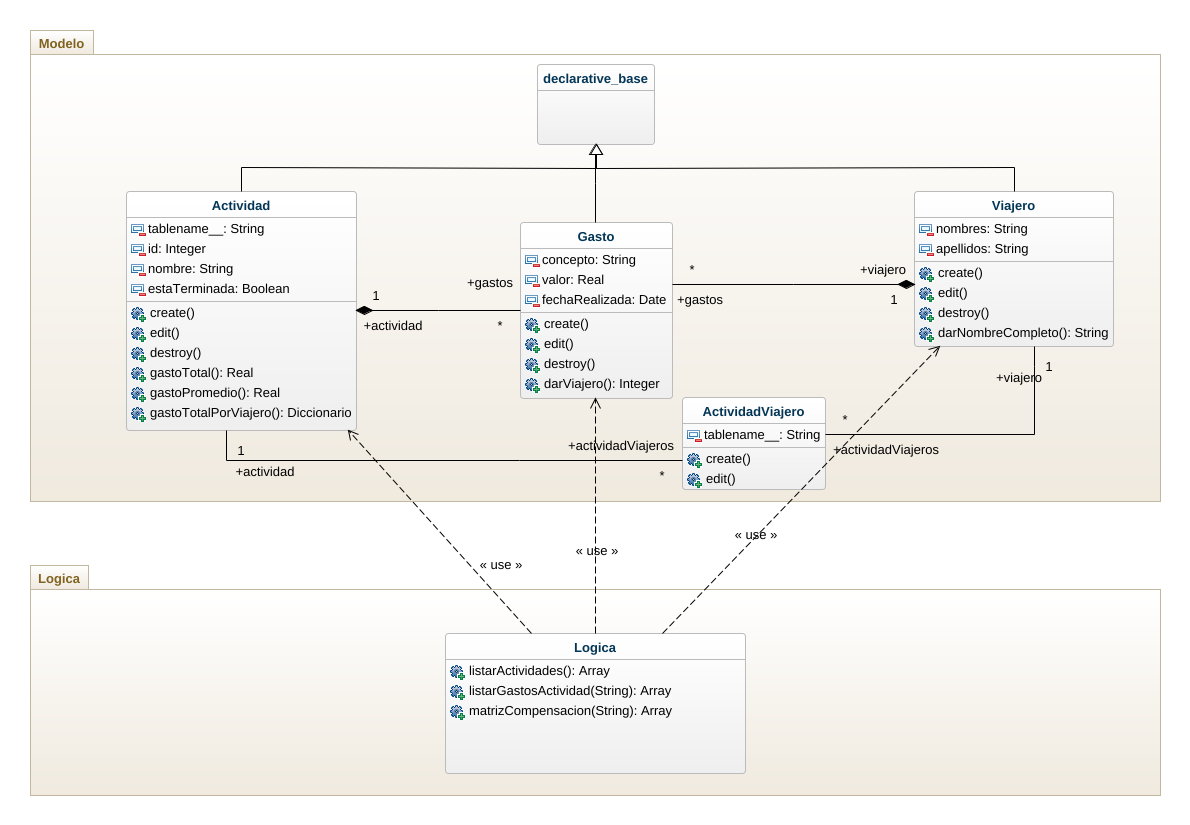 Modelo
declarative_base
Actividad
tablename__: String
id: Integer
nombre: String
estaTerminada: Boolean
create()
edit()
destroy()
gastoTotal(): Real
gastoPromedio(): Real
gastoTotalPorViajero(): Diccionario
Gasto
concepto: String
valor: Real
fechaRealizada: Date
create()
edit()
destroy()
darViajero(): Integer
Viajero
nombres: String
apellidos: String
create()
edit()
destroy()
darNombreCompleto(): String
+gastos
1
+actividad
*
*
+viajero
+gastos
1
ActividadViajero
tablename__: String
create()
edit()
1
+viajero
*
+actividadViajeros
+actividadViajeros
1
+actividad
*
« use »
« use »
« use »
Logica
Logica
listarActividades(): Array
listarGastosActividad(String): Array
matrizCompensacion(String): Array